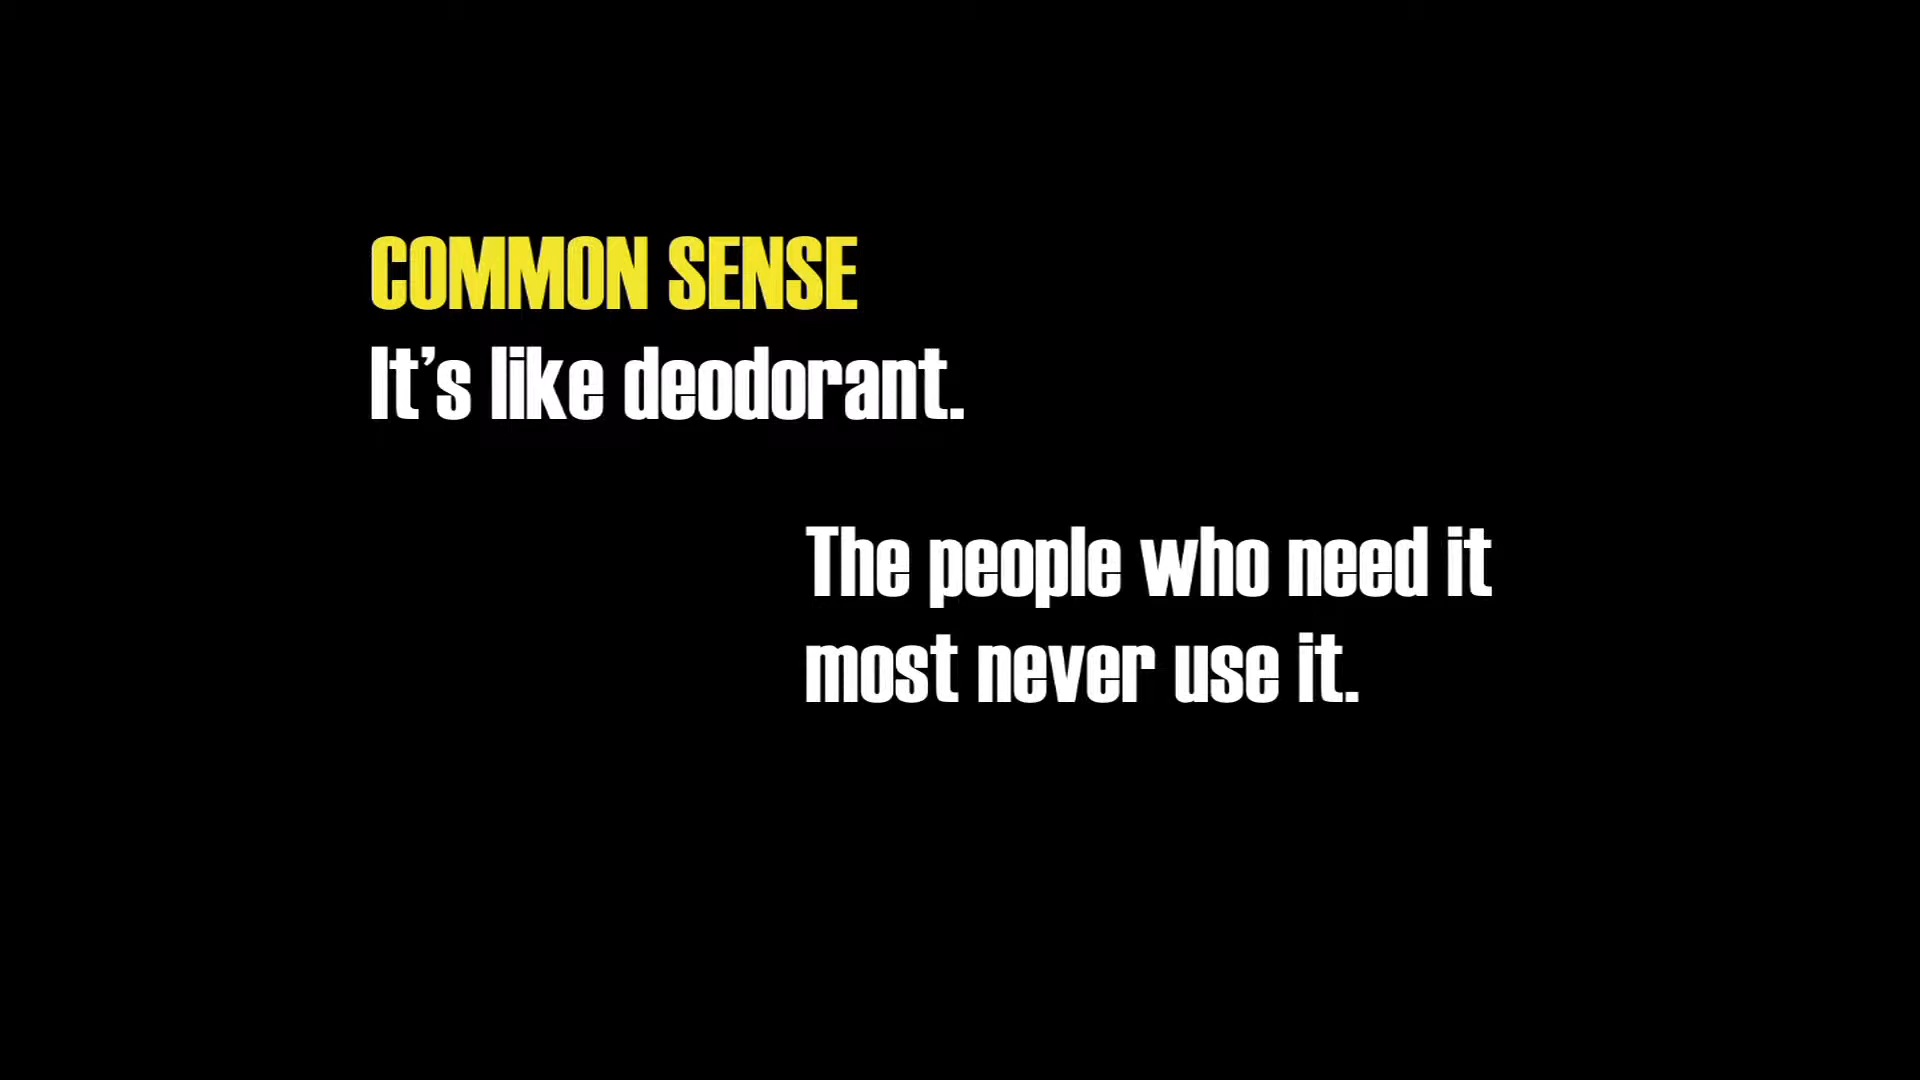 COMMON SENSE
It’s like deodorant.
The people who need it
most never use it.